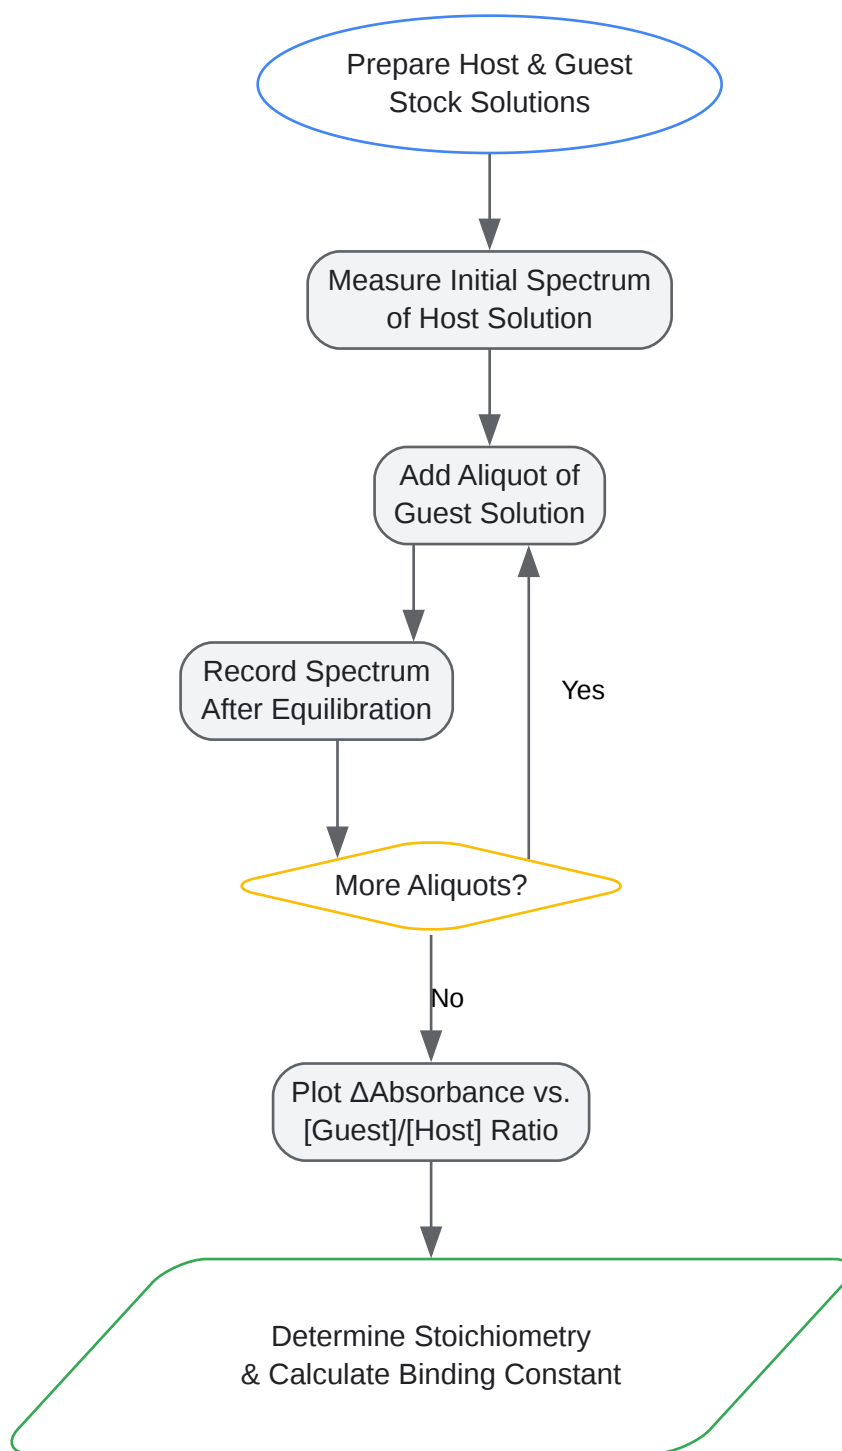 Prepare Host & Guest
Stock Solutions
Measure Initial Spectrum
of Host Solution
Add Aliquot of
Guest Solution
Record Spectrum
After Equilibration
Yes
More Aliquots?
No
Plot ΔAbsorbance vs.
[Guest]/[Host] Ratio
Determine Stoichiometry
& Calculate Binding Constant